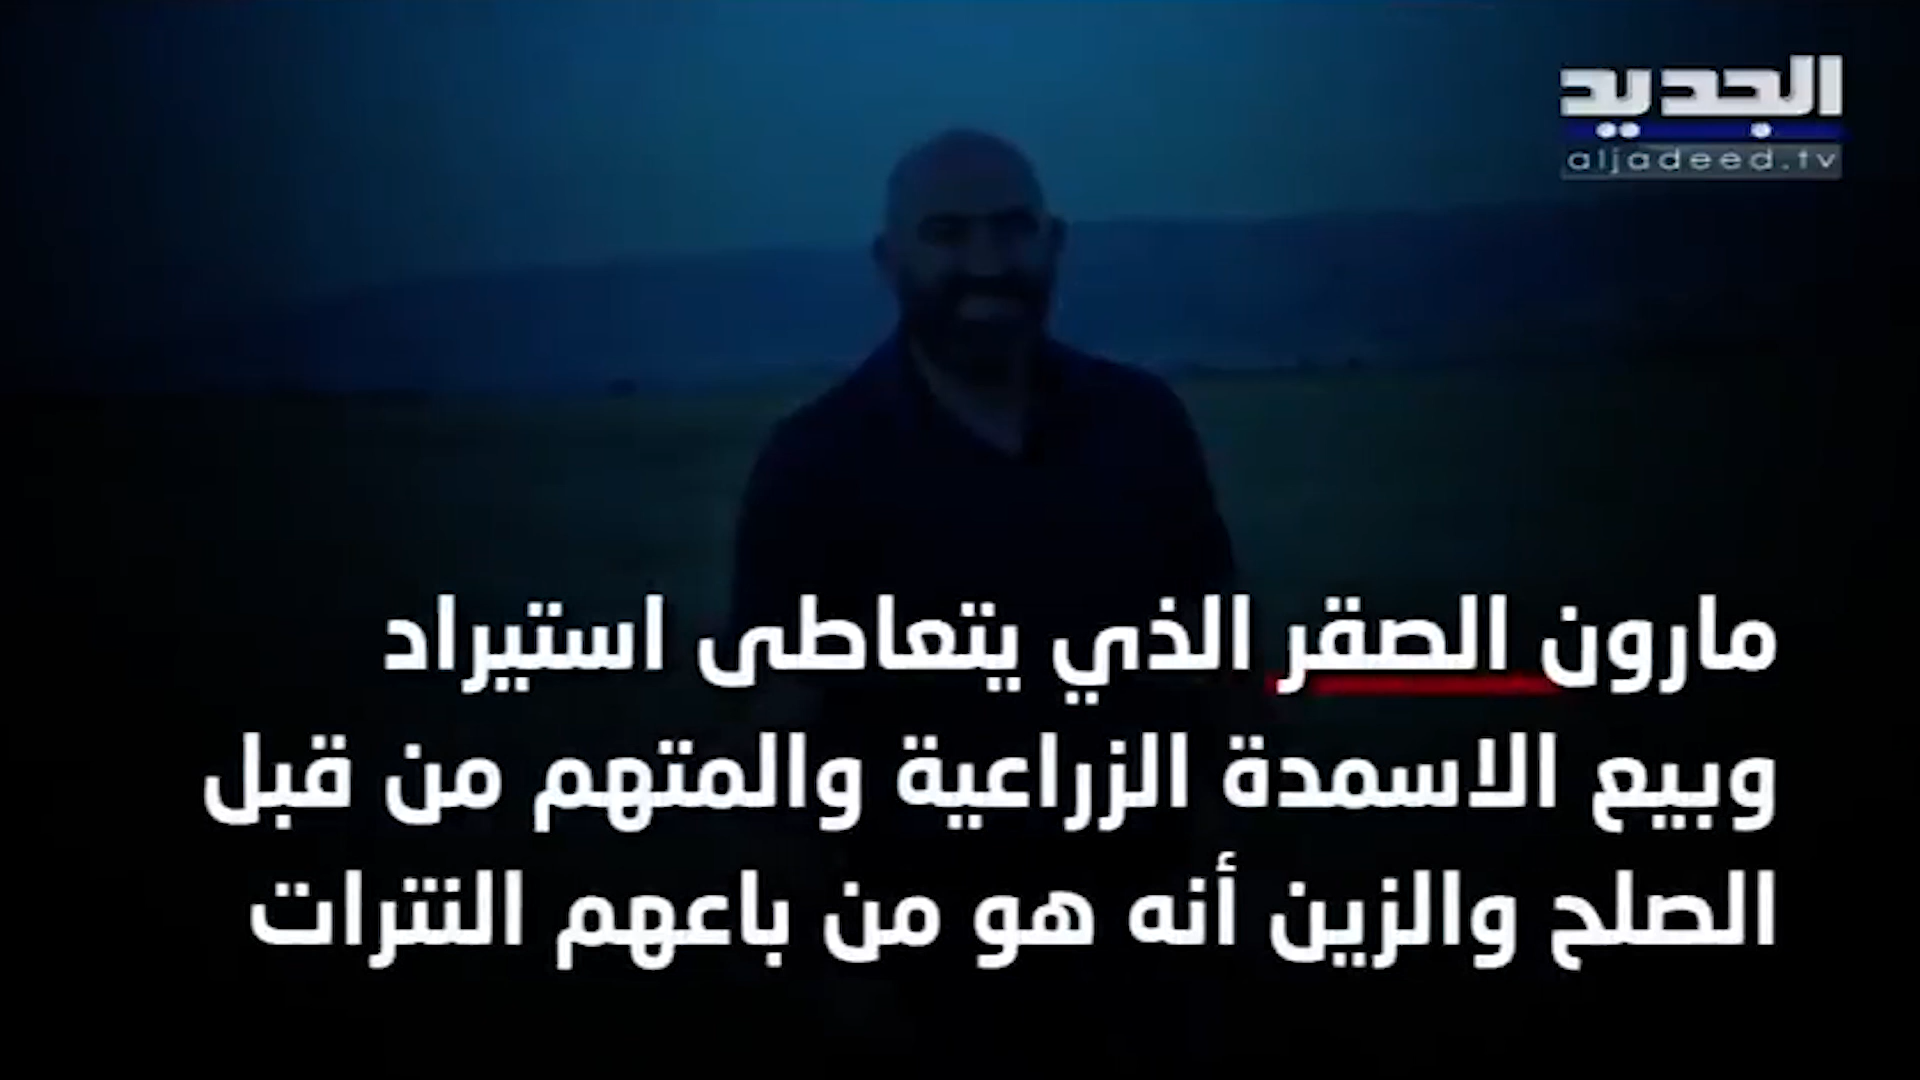 الجديد
aljadeed.tv
مارون الصقر الذي يتعاطى استيراد
وبيع الاسمدة الزراعية والمتهم من قبل
الصلح والزين أنه هو من باعهم النترات